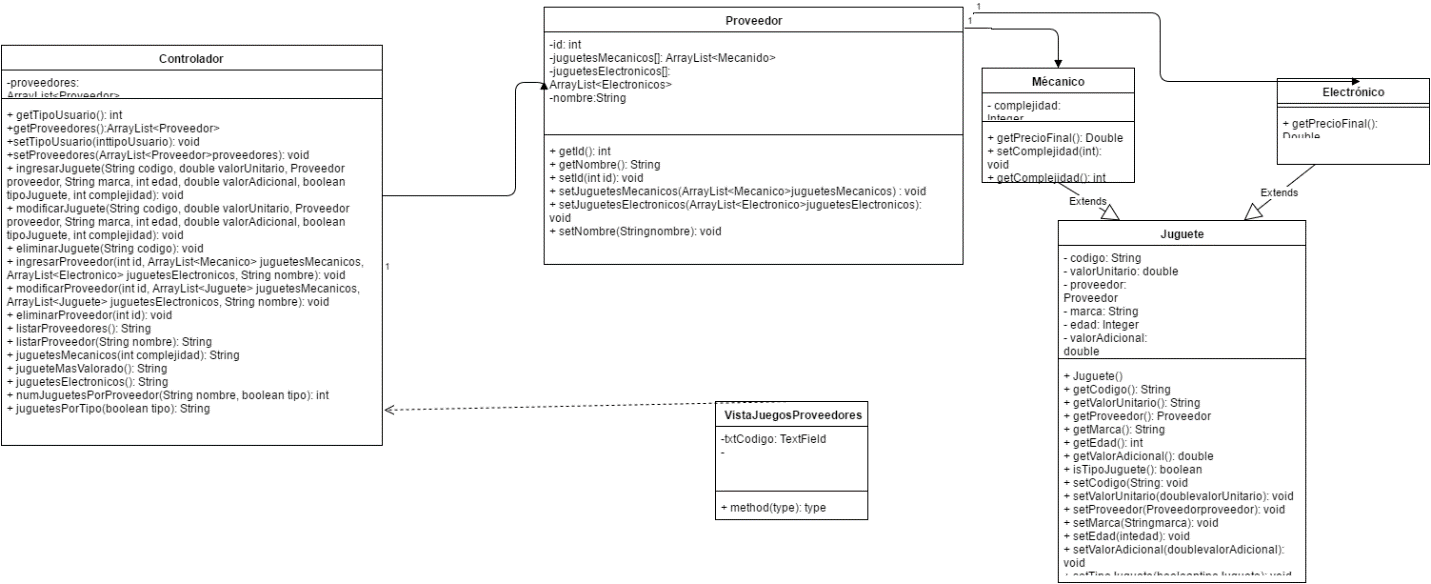 Controlador
-proveedores:
ArrayList<Proveedor>
+ getTipoUsuario(): int
+getProveedores():ArrayList<Proveedor>
+setTipoUsuario(inttipoUsuario): void
+setProveedores(ArrayList<Proveedor>proveedores): void
+ ingresarJuguete(String codigo, double valorUnitario, Proveedor
proveedor, String marca, int edad, double valorAdicional, boolean
tipoJuguete, int complejidad): void
+ modificarJuguete(String codigo, double valorUnitario, Proveedor
proveedor, String marca, int edad, double valorAdicional, boolean
tipoJuguete, int complejidad): void
+ eliminarJuguete(String codigo): void
+ ingresarProveedor(int id, ArrayList<Mecanico> juguetesMecanicos,
ArrayList<Electronico> juguetesElectronicos, String nombre): void
+ modificarProveedor(int id, ArrayList<Juguete> juguetesMecanicos,
ArrayList<Juguete> juguetesElectronicos, String nombre): void
+ eliminarProveedor(int id): void
+ listarProveedores(): String
+ listarProveedor(String nombre): String
+ juguetesMecanicos(int complejidad): String
+ jugueteMasValorado(): String
+ juguetesElectronicos(): String
+ numJuguetesPorProveedor(String nombre, boolean tipo): int
+ juguetesPorTipo(boolean tipo): String
1
Proveedor
-id: int
-juguetesMecanicos[]: ArrayList<Mecanido>
-juguetesElectronicos[]:
ArrayList<Electronicos>
-nombre:String
+ getId(): int
+ getNombre(): String
+ setId(int id): void
+ setJuguetesMecanicos(ArrayList<Mecanico>juguetesMecanicos) : void
+ setJuguetesElectronicos(ArrayList<Electronico>juguetesElectronicos):
void
+ setNombre(Stringnombre): void
1
1
Mécanico
- complejidad:
Integer
+ getPrecioFinal(): Double
+ setComplejidad(int):
void
+ getComplejidad(): int
Electrónico
+ getPrecioFinal():
Double
Extends
Extends
Juguete
- codigo: String
- valorUnitario: double
- proveedor:
Proveedor
- marca: String
- edad: Integer
- valorAdicional:
double
+ Juguete()
+ getCodigo(): String
+ getValorUnitario(): String
+ getProveedor(): Proveedor
+ getMarca(): String
+ getEdad(): int
+ getValorAdicional(): double
+ isTipoJuguete(): boolean
+ setCodigo(String: void
+ setValorUnitario(doublevalorUnitario): void
+ setProveedor(Proveedorproveedor): void
+ setMarca(Stringmarca): void
+ setEdad(intedad): void
+ setValorAdicional(doublevalorAdicional):
void
+ setTipoJuguete(booleantipoJuguete): void
VistaJuegosProveedores
-txtCodigo: TextField
-
+ method(type): type